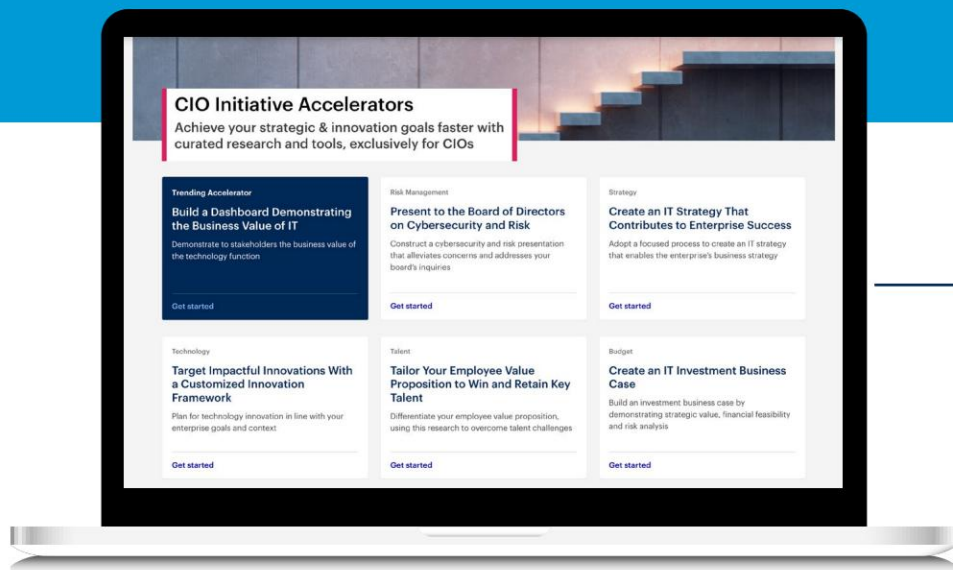 CIO Initiative Accelerators
Achieve your strategic & innovation goals faster with
curated research and tools, exclusively for CIOs
Trending Accelerator
Build a Dashboard Demonstrating
the Business Value of IT
Demonstrate to stakeholders the business value of
the technology function
Get started
Risk Management
Present to the Board of Directors
on Cybersecurity and Risk
Construct a cybersecurity and risk presentation
that alleviates concerns and addresses your
board's inquiries
Get started
Strategy
Create an IT Strategy That
Contributes to Enterprise Success
Adopt a focused process to create an IT strategy
that enables the enterprise's business strategy
Get started
Technology
Target Impactful Innovations With
a Customized Innovation
Framework
Plan for technology innovation in line with your
enterprise goals and context
Get started
Talent
Tailor Your Employee Value
Proposition to Win and Retain Key
Talent
Differentiate your employee value proposition,
using this research to overcome talent challenges
Get started
Budget
Create an IT Investment Business
Case
Build an investment business case by
demonstrating strategic value, financial feasibility
and risk analysis
Get started